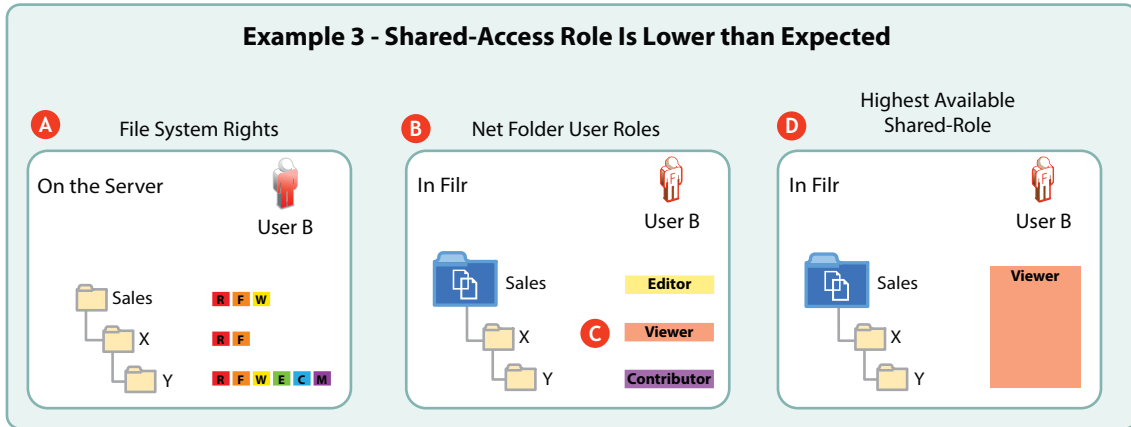 Example 3 - Shared-Access Role Is Lower than Expected
A
File System Rights
On the Server
User B
Sales
R F W
X
R F
Y
R F W E C M
B
Net Folder User Roles
In Filr
F
User B
Sales
Editor
C
X
Viewer
Y
Contributor
D
Highest Available
Shared-Role
In Filr
F
User B
Sales
Viewer
X
Y